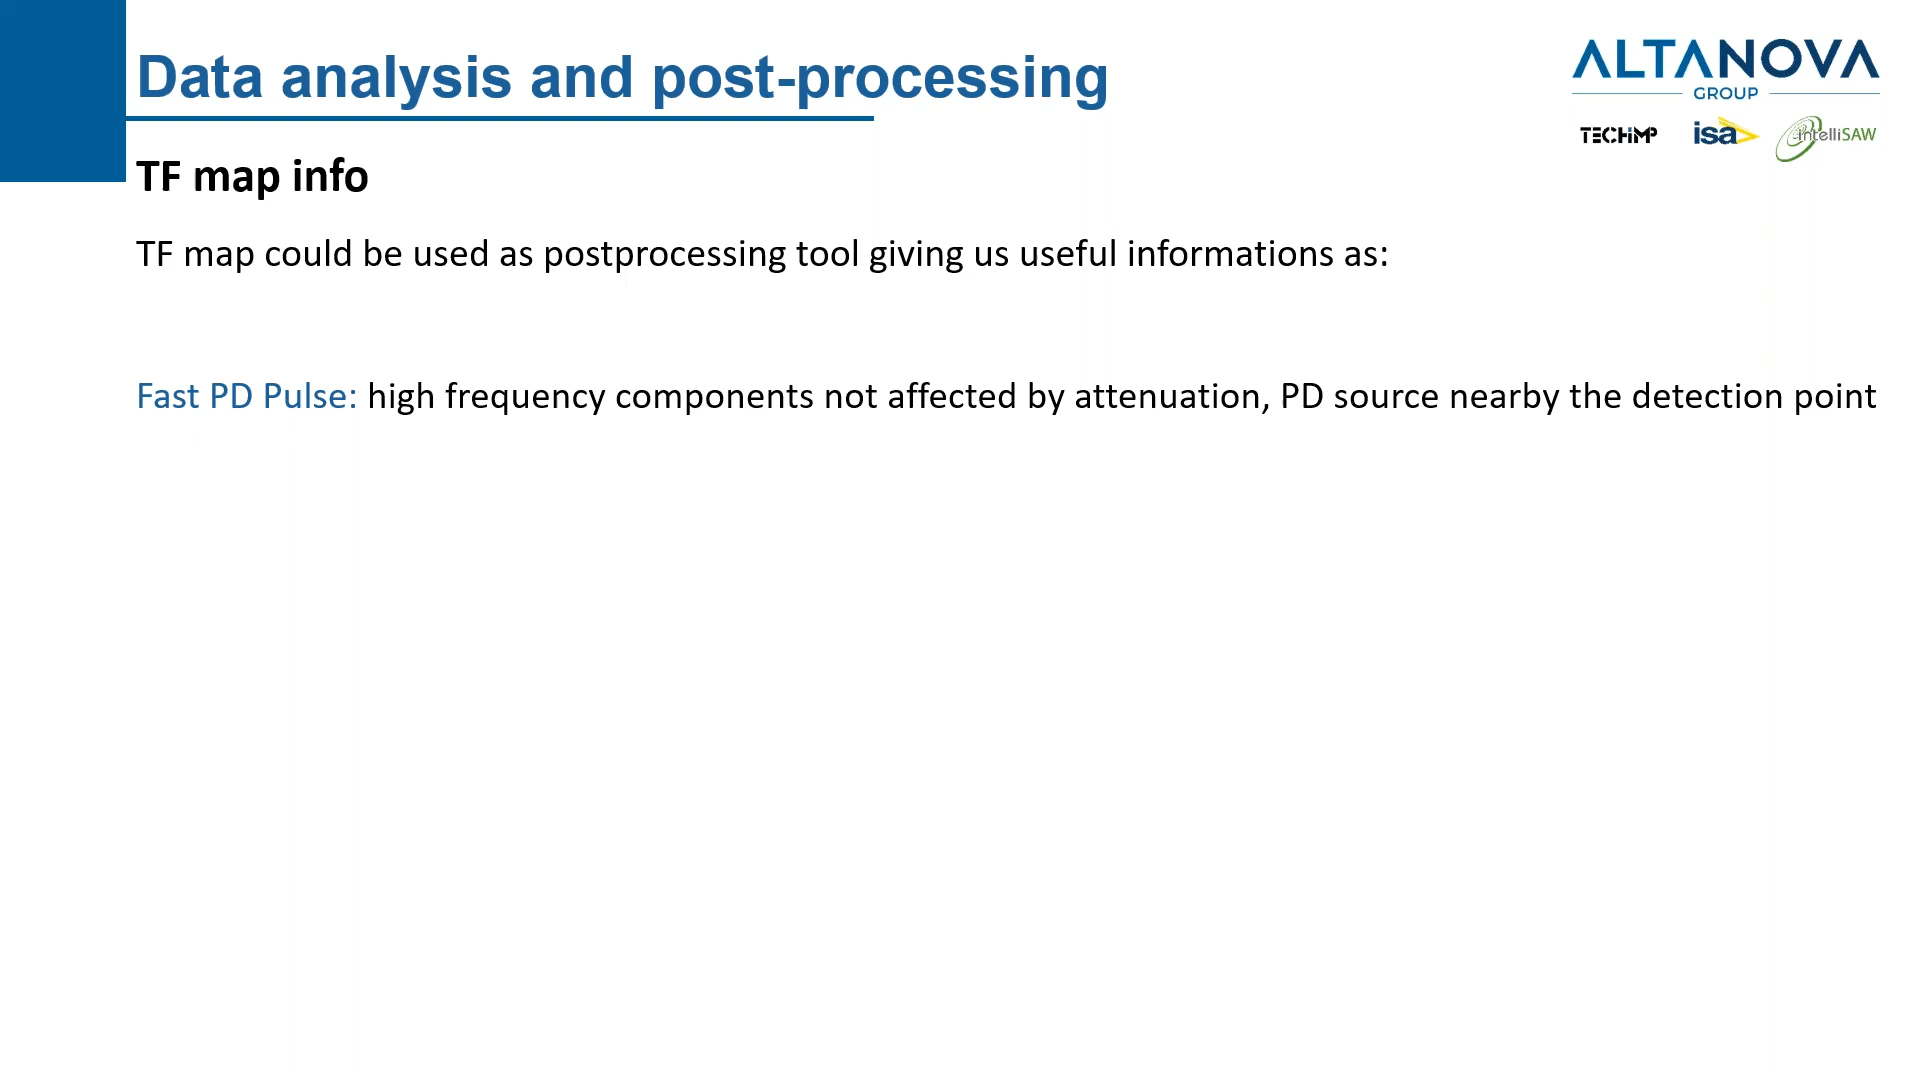 Data analysis and post-processing
ALTANOVA
GROUP
TECHIMP
isa
intelliSAW
TF map info
TF map could be used as postprocessing tool giving us useful informations as:
Fast PD Pulse: high frequency components not affected by attenuation, PD source nearby the detection point